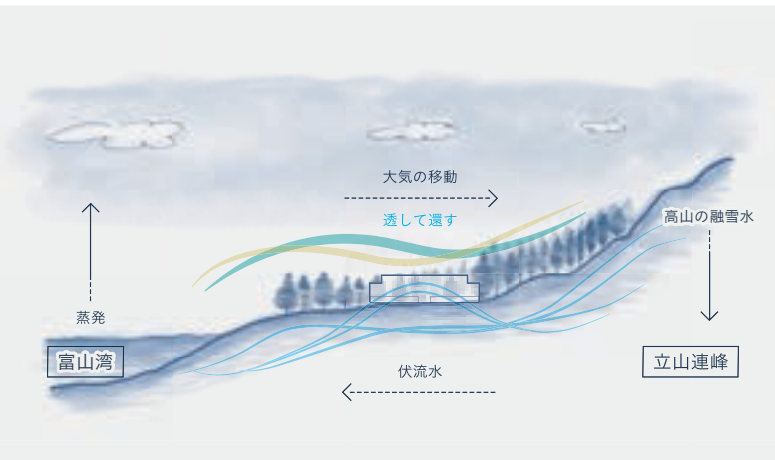 大気の移動
透して還す
高山の融雪水
蒸発
富山湾
立山連峰
伏流水